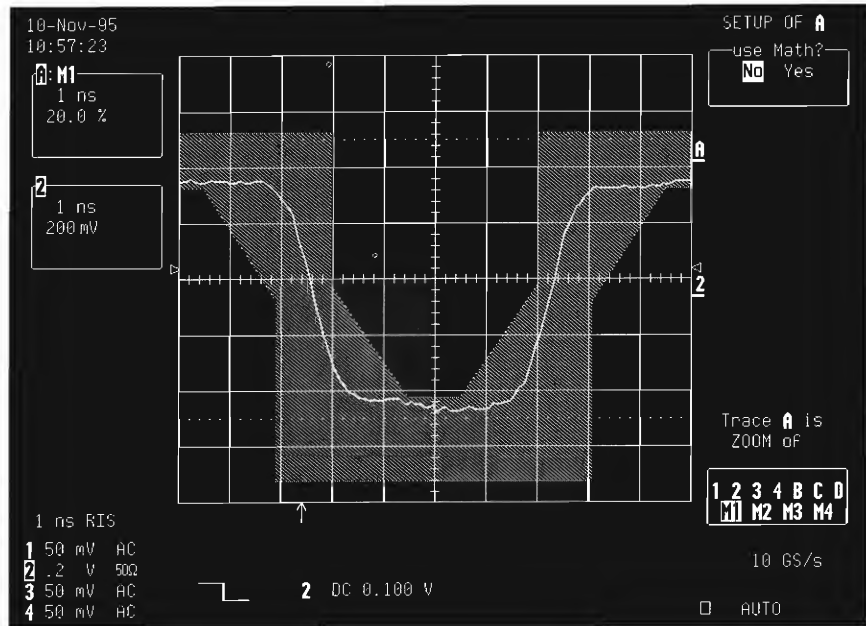 10-Nov-95
10:57:23
A:M1
1 ns
20.0 %
2
1 ns
200mV
SETUP OF A
use Math?
No Yes
A
2
Trace A is
ZOOM of
1 2 3 4 B C D
M1 M2 M3 M4
1 ns RIS
1 50 mV AC
2 .2 V 50Ω
3 50 mV AC
4 50 mV AC
2 DC 0.100 V
10 GS/s
AUTO